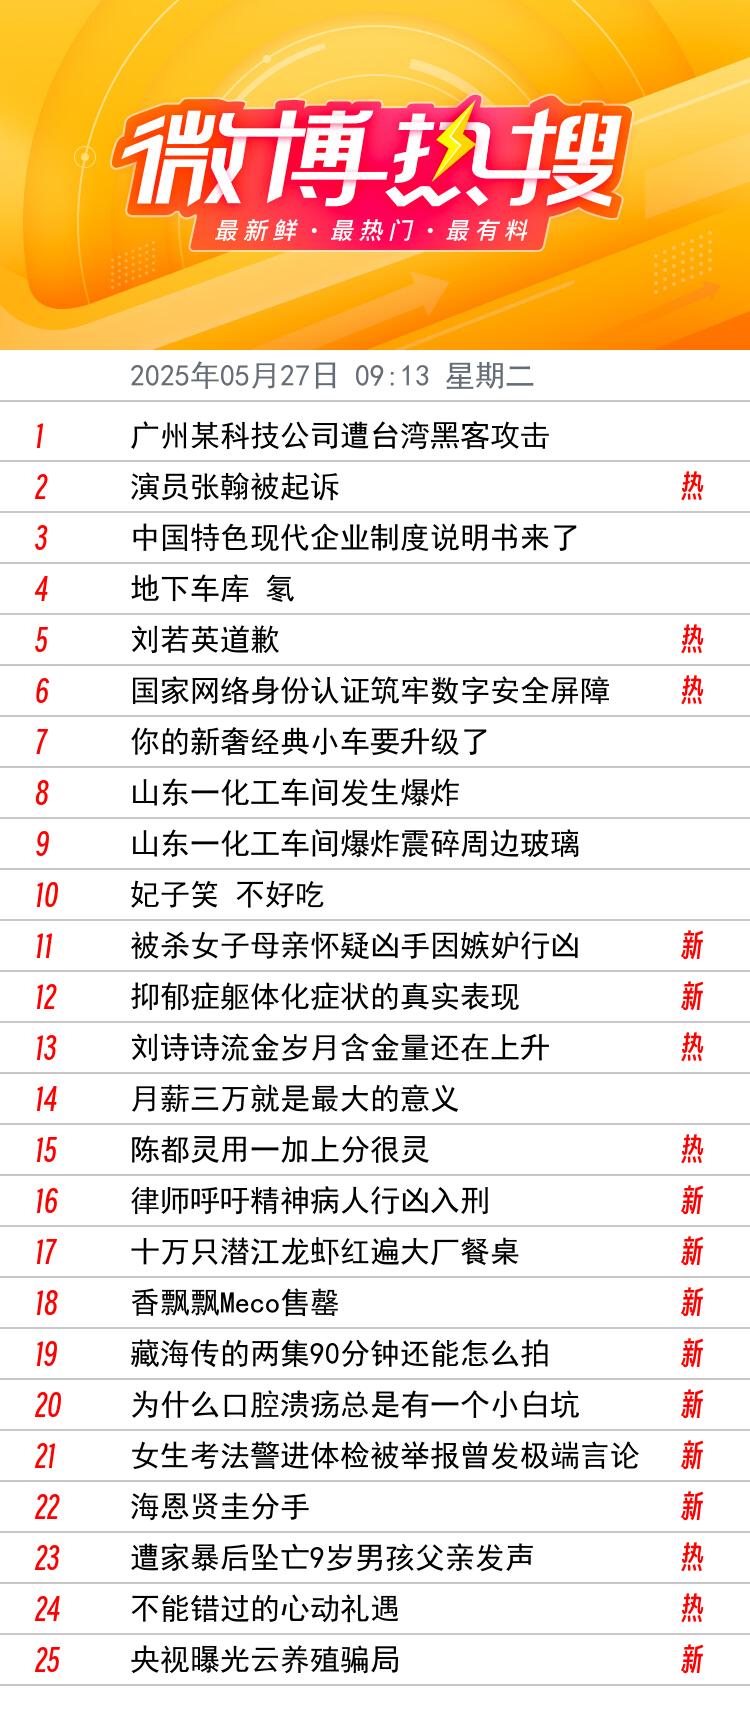 微博热搜
最新鲜·最热门·最有料
2025年05月27日 09:13 星期二
1 广州某科技公司遭台湾黑客攻击
2 演员张翰被起诉 热
3 中国特色现代企业制度说明书来了
4 地下车库 氡
5 刘若英道歉 热
6 国家网络身份认证筑牢数字安全屏障 热
7 你的新奢经典小车要升级了
8 山东一化工车间发生爆炸
9 山东一化工车间爆炸震碎周边玻璃
10 妃子笑 不好吃
11 被杀女子母亲怀疑凶手因嫉妒行凶 新
12 抑郁症躯体化症状的真实表现 新
13 刘诗诗流金岁月含金量还在上升 热
14 月薪三万就是最大的意义
15 陈都灵用一加上分很灵 热
16 律师呼吁精神病人行凶入刑 新
17 十万只潜江龙虾红遍大厂餐桌 新
18 香飘飘Meco售罄 新
19 藏海传的两集90分钟还能怎么拍 新
20 为什么口腔溃疡总是有一个小白坑 新
21 女生考法警进体检被举报曾发极端言论 新
22 海恩贤圭分手 新
23 遭家暴后坠亡9岁男孩父亲发声 热
24 不能错过的心动礼遇 热
25 央视曝光云养殖骗局 新